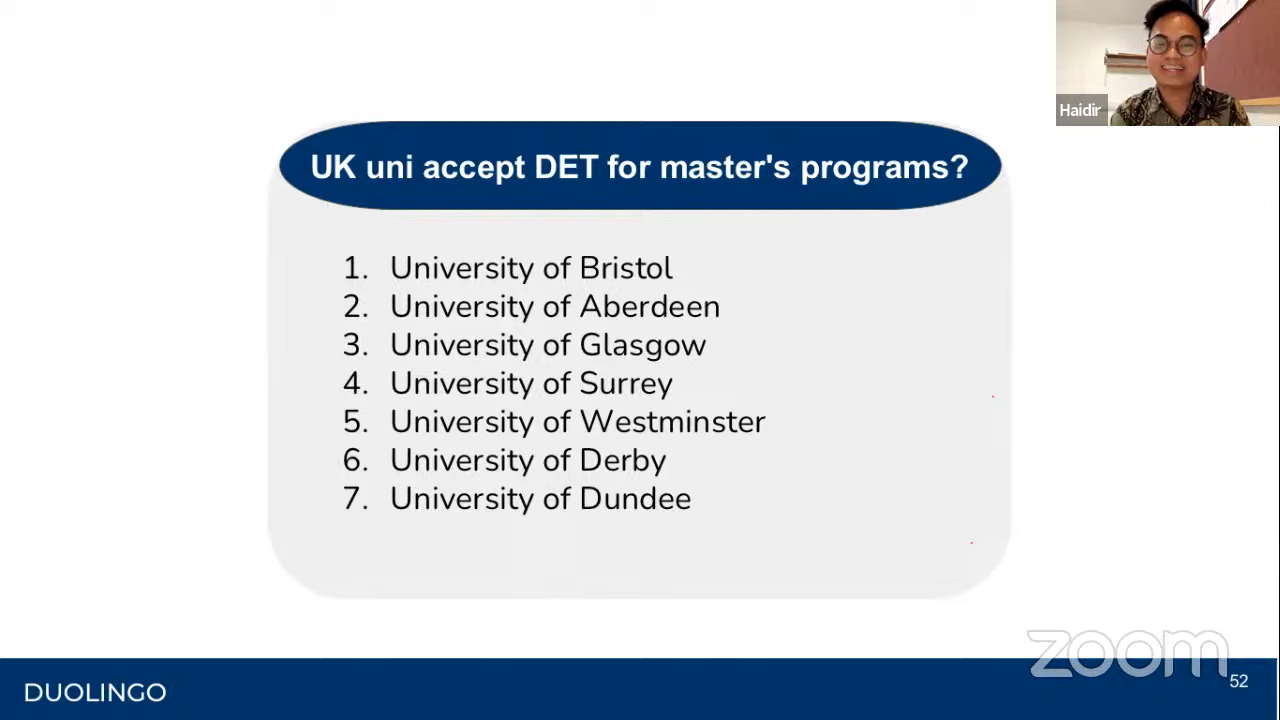 Haidir
UK uni accept DET for master's programs?
1. University of Bristol
2. University of Aberdeen
3. University of Glasgow
4. University of Surrey
5. University of Westminster
6. University of Derby
7. University of Dundee
zoom
DUOLINGO
52